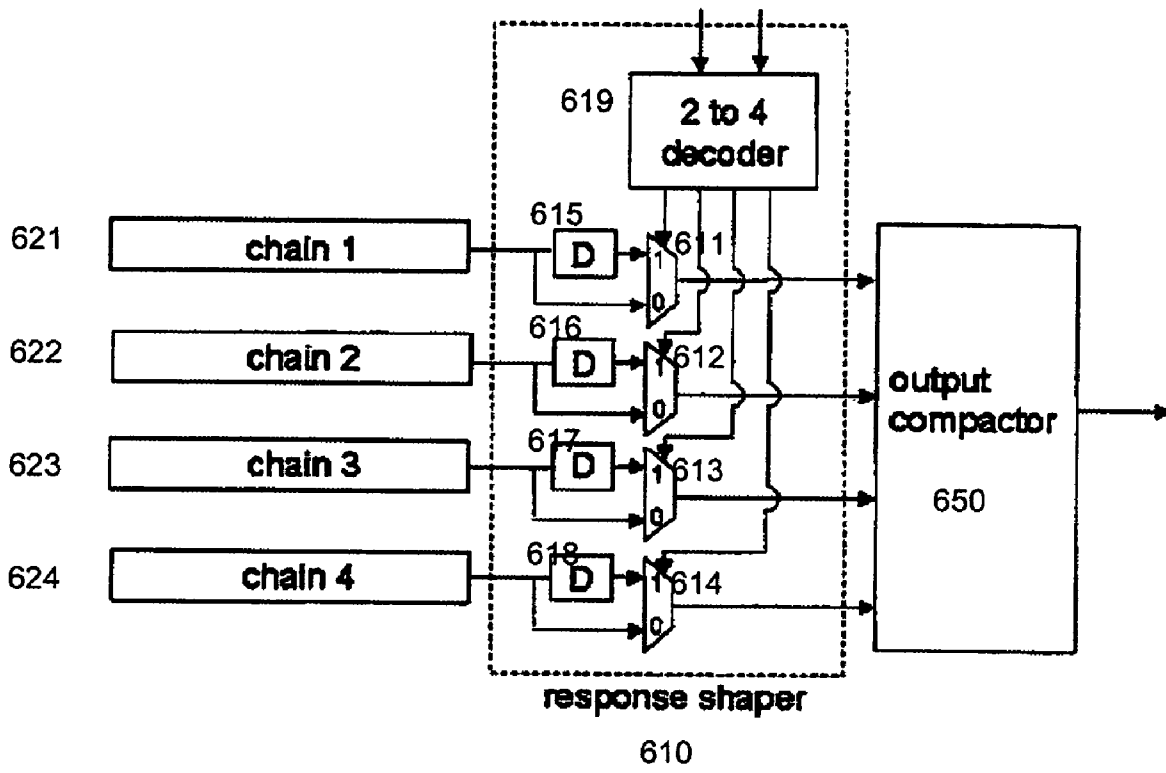 619
2 to 4
decoder
621
chain 1
615
D
1
0
611
622
chain 2
616
D
1
0
612
623
chain 3
617
D
1
0
613
624
chain 4
618
D
1
0
614
output
compactor
650
response shaper
610